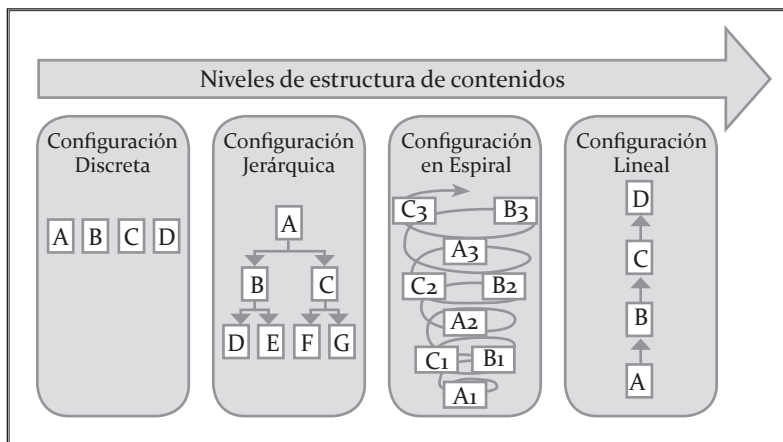 Niveles de estructura de contenidos
Configuración
Discreta
A B C D
Configuración
Jerárquica
A
B C
D E F G
Configuración
en Espiral
C3 B3
A3
C2 B2
A2
C1 B1
A1
Configuración
Lineal
D
C
B
A